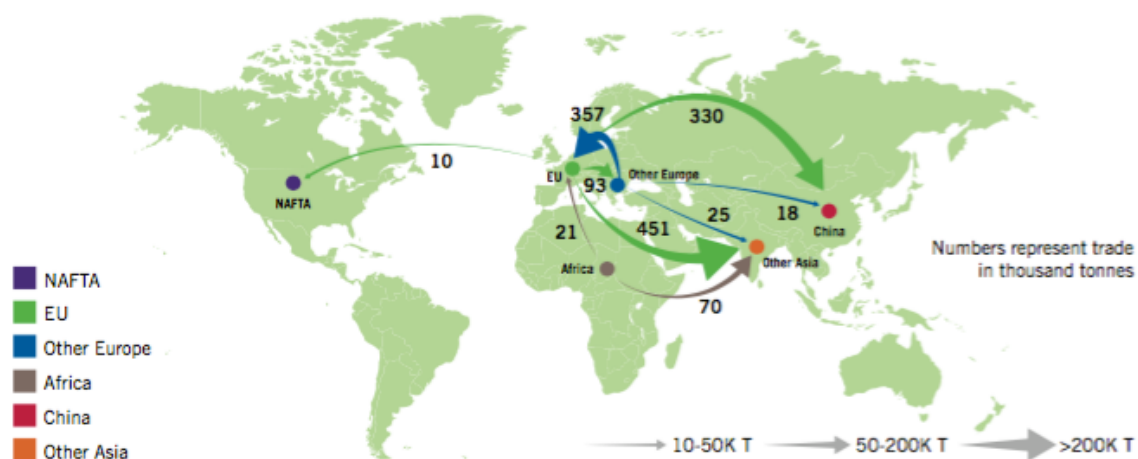 357
330
10
EU
93
Other Europe
NAFTA
25
18
China
21
451
Other Asia
Africa
70
Numbers represent trade
in thousand tonnes
NAFTA
EU
Other Europe
Africa
China
Other Asia
10-50K T
50-200K T
>200K T